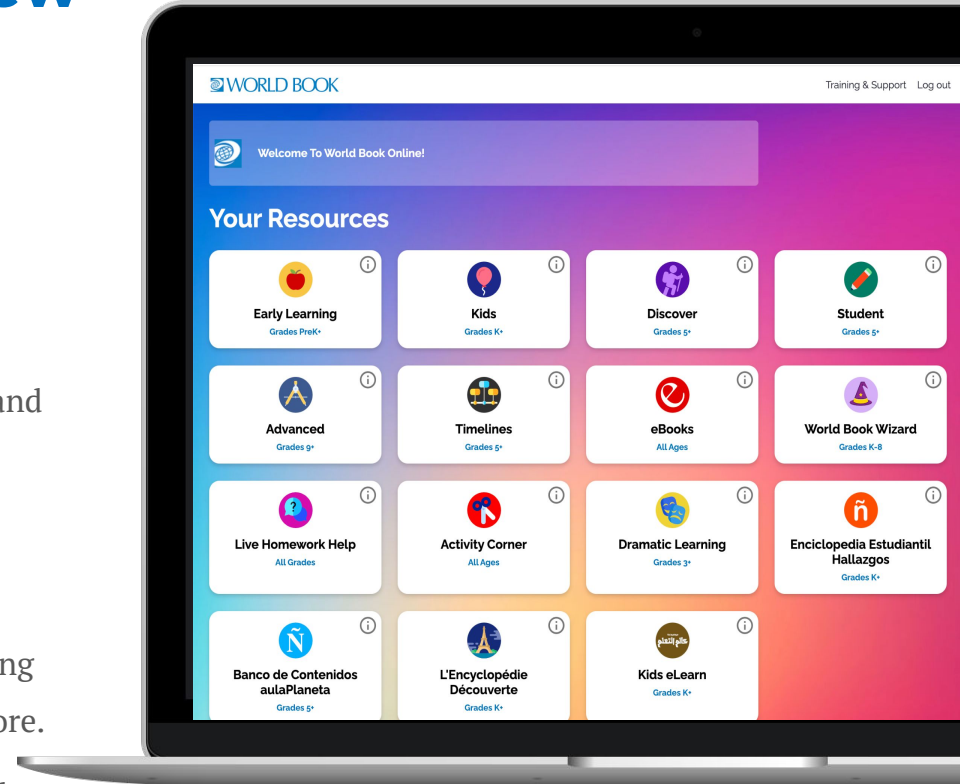 WORLD BOOK
Training & Support Log out
Welcome To World Book Online!
Your Resources
Early Learning
Grades PreK+
Kids
Grades K+
Discover
Grades 5+
Student
Grades 5+
Advanced
Grades 9+
Timelines
Grades 5+
eBooks
All Ages
World Book Wizard
Grades K-8
Live Homework Help
All Grades
Activity Corner
All Ages
Dramatic Learning
Grades 3+
Enciclopedia Estudiantil
Hallazgos
Grades K+
Banco de Contenidos
aulaPlaneta
Grades 5+
L'Encyclopédie
Découverte
Grades K+
Kids eLearn
Grades K+
and